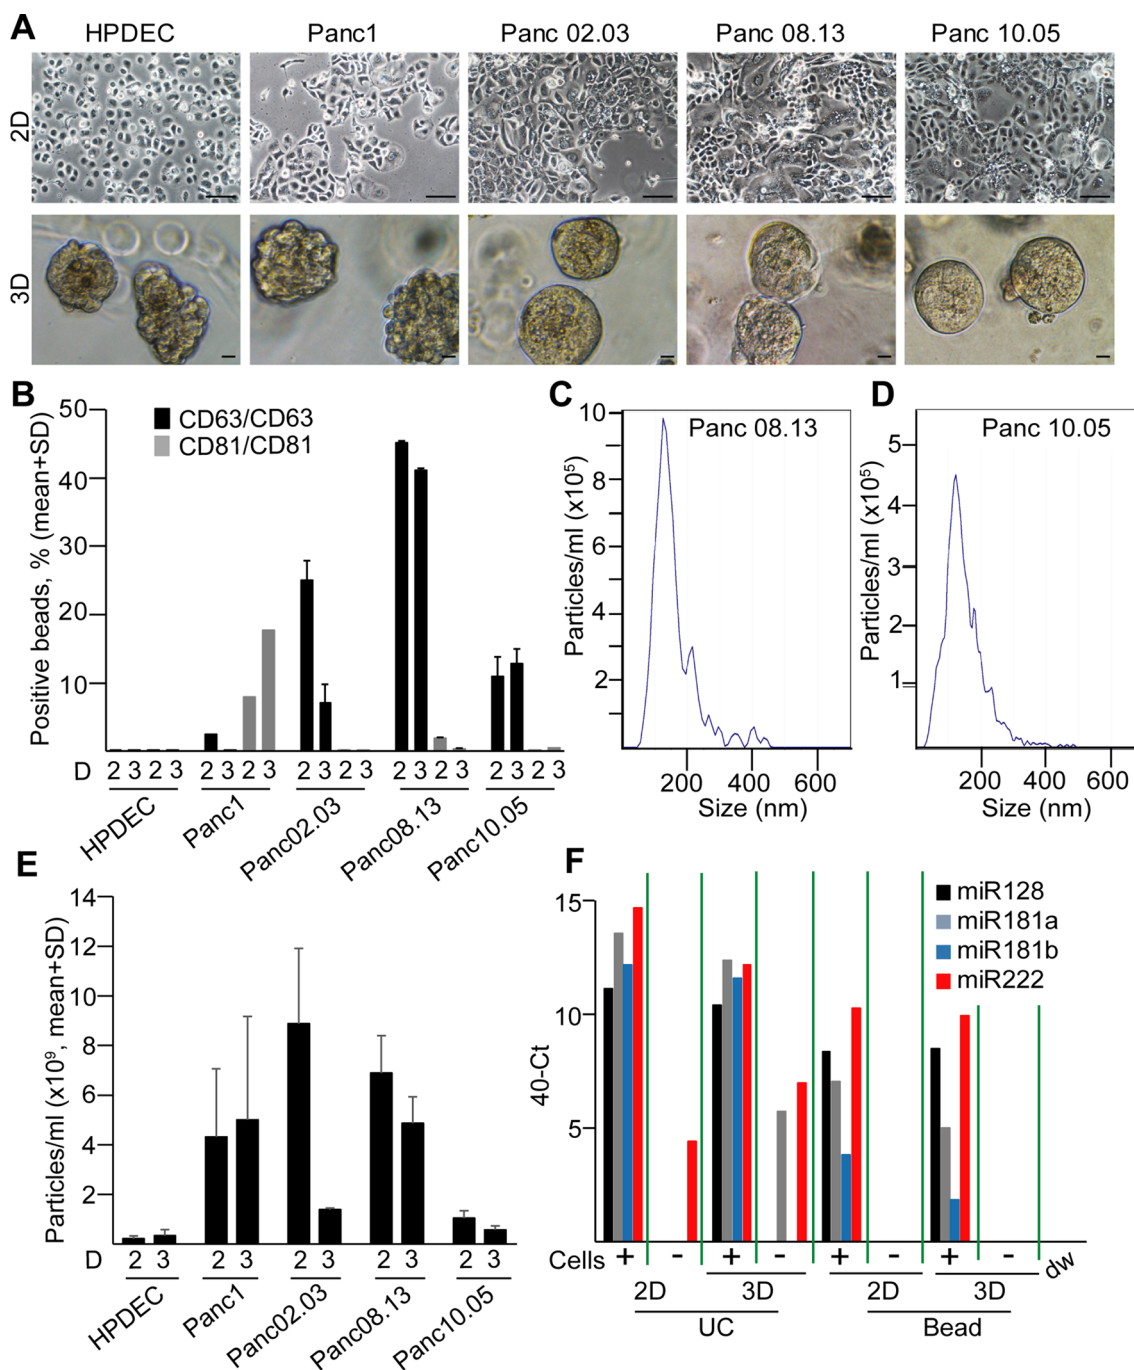 A
HPDEC Panc1 Panc 02.03 Panc 08.13 Panc 10.05
2D
3D
B
50
40
30
20
10
Positive beads, % (mean+SD)
CD63/CD63
CD81/CD81
D 2 3 2 3 2 3 2 3 2 3 2 3 2 3 2 3 2 3 2 3
HPDEC Panc1 Panc02.03 Panc08.13 Panc10.05
C
Panc 08.13
10
8
6
4
2
Particles/ml (x10⁵)
200 400 600
Size (nm)
D
Panc 10.05
5
4
3
2
1
Particles/ml (x10⁵)
200 400 600
Size (nm)
E
14
12
10
8
6
4
2
Particles/ml (x10⁹, mean+SD)
D 2 3 2 3 2 3 2 3 2 3
HPDEC Panc1 Panc02.03 Panc08.13 Panc10.05
F
15
10
5
40-Ct
miR128
miR181a
miR181b
miR222
Cells + - + - + - + - dw
2D 3D 2D 3D
UC Bead